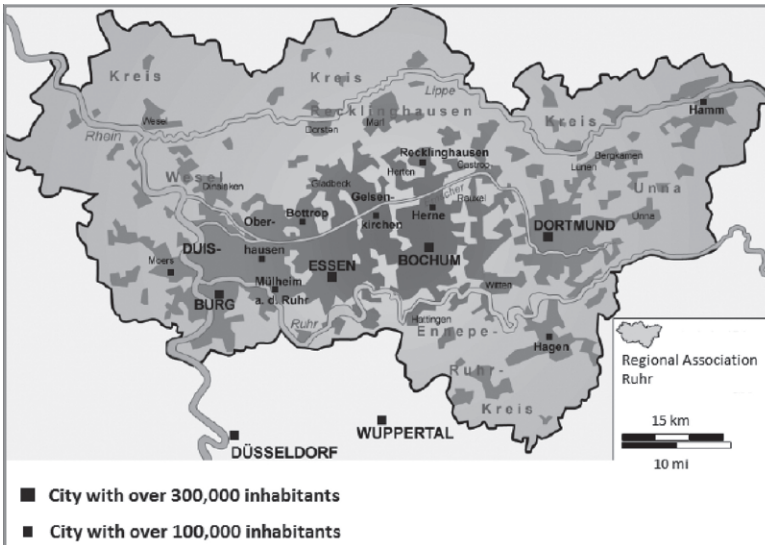 Kreis
Kreis
Lippe
Recklinghausen
Kreis
Hamm
Rhein
Wesel
Dorsten
Marl
Recklinghausen
Herten
Castrop-
Rauxel
Lünen
Bergkamen
Wesel
Dinslaken
Gladbeck
Gelsen-
kirchen
cher
Unna
Unna
Ober-
hausen
Bottrop
Herne
DORTMUND
DUIS-
BURG
Moers
ESSEN
BOCHUM
Mülheim
a. d. Ruhr
Witten
Ruhr
Hattingen
Ennepe-
Ruhr-
Kreis
Hagen
DÜSSELDORF
WUPPERTAL
Regional Association
Ruhr
15 km
10 mi
City with over 300,000 inhabitants
City with over 100,000 inhabitants